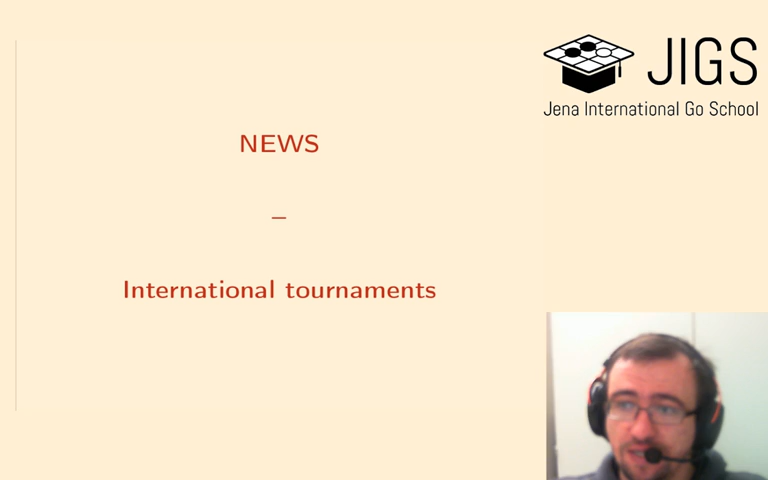 JIGS
Jena International Go School
NEWS
–
International tournaments